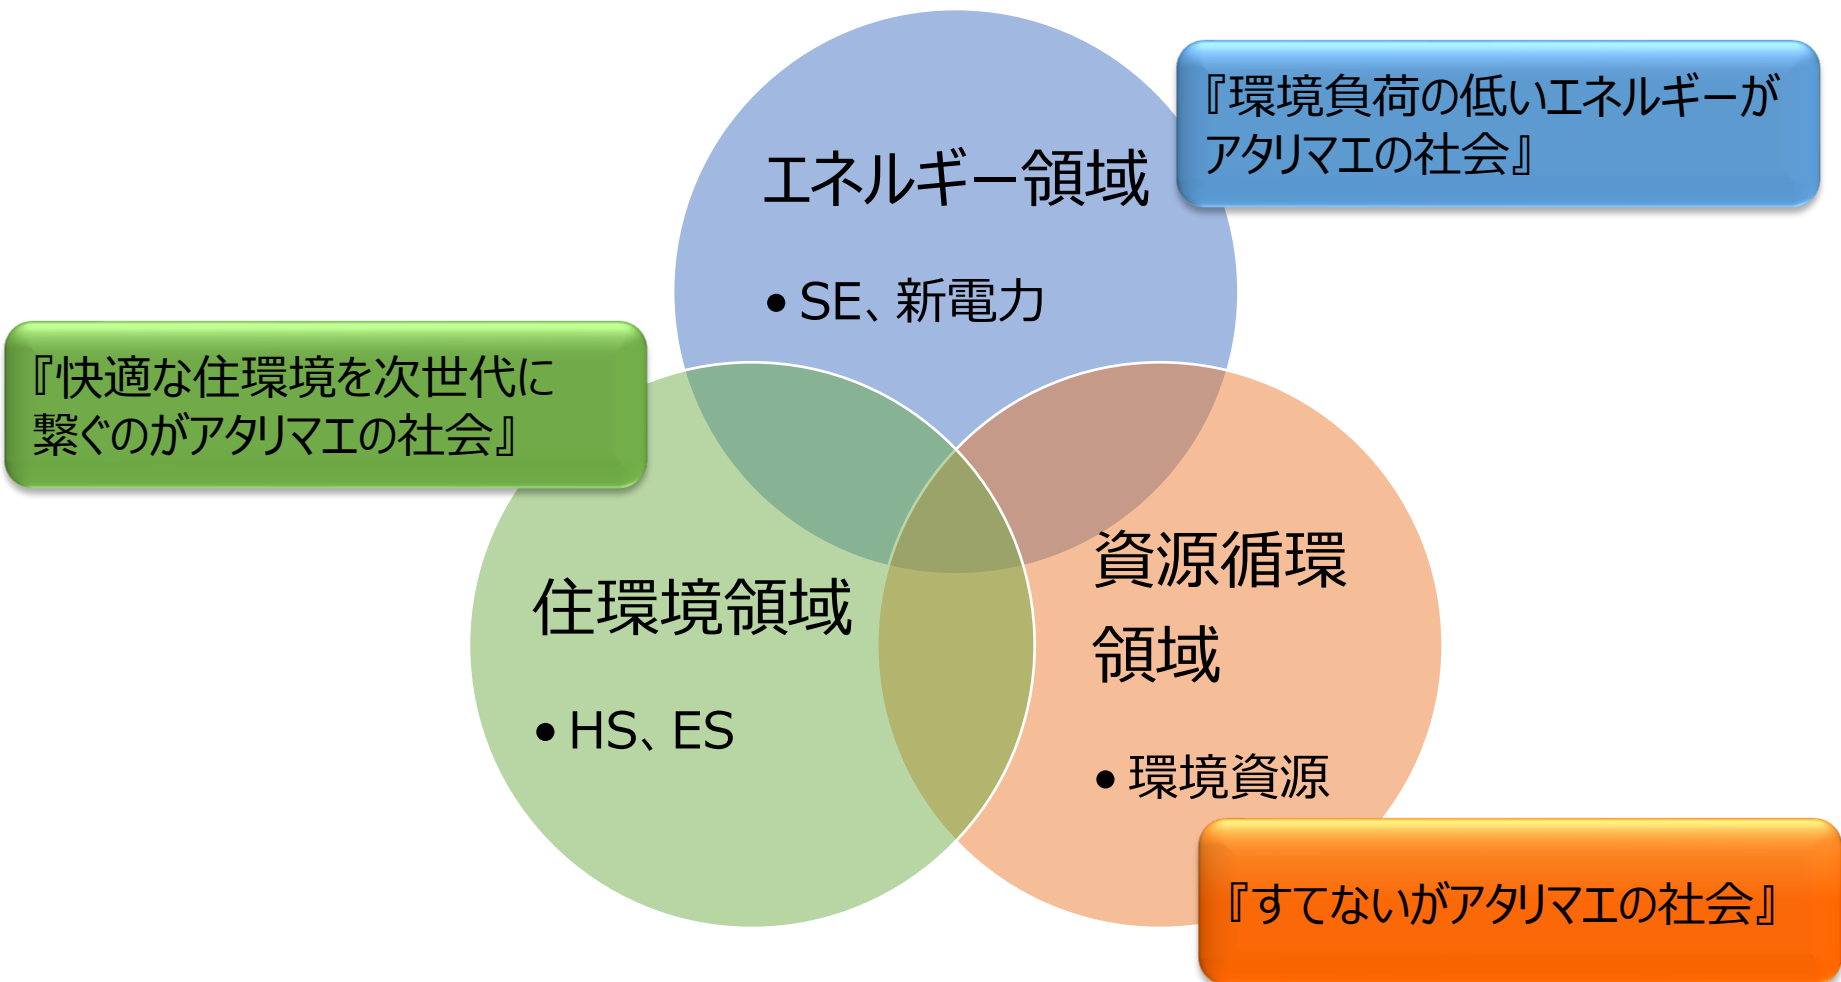 『環境負荷の低いエネルギーが
アタリマエの社会』
エネルギー領域
• SE、新電力
『快適な住環境を次世代に
繋ぐのがアタリマエの社会』
住環境領域
• HS、ES
資源循環
領域
• 環境資源
『すてないがアタリマエの社会』